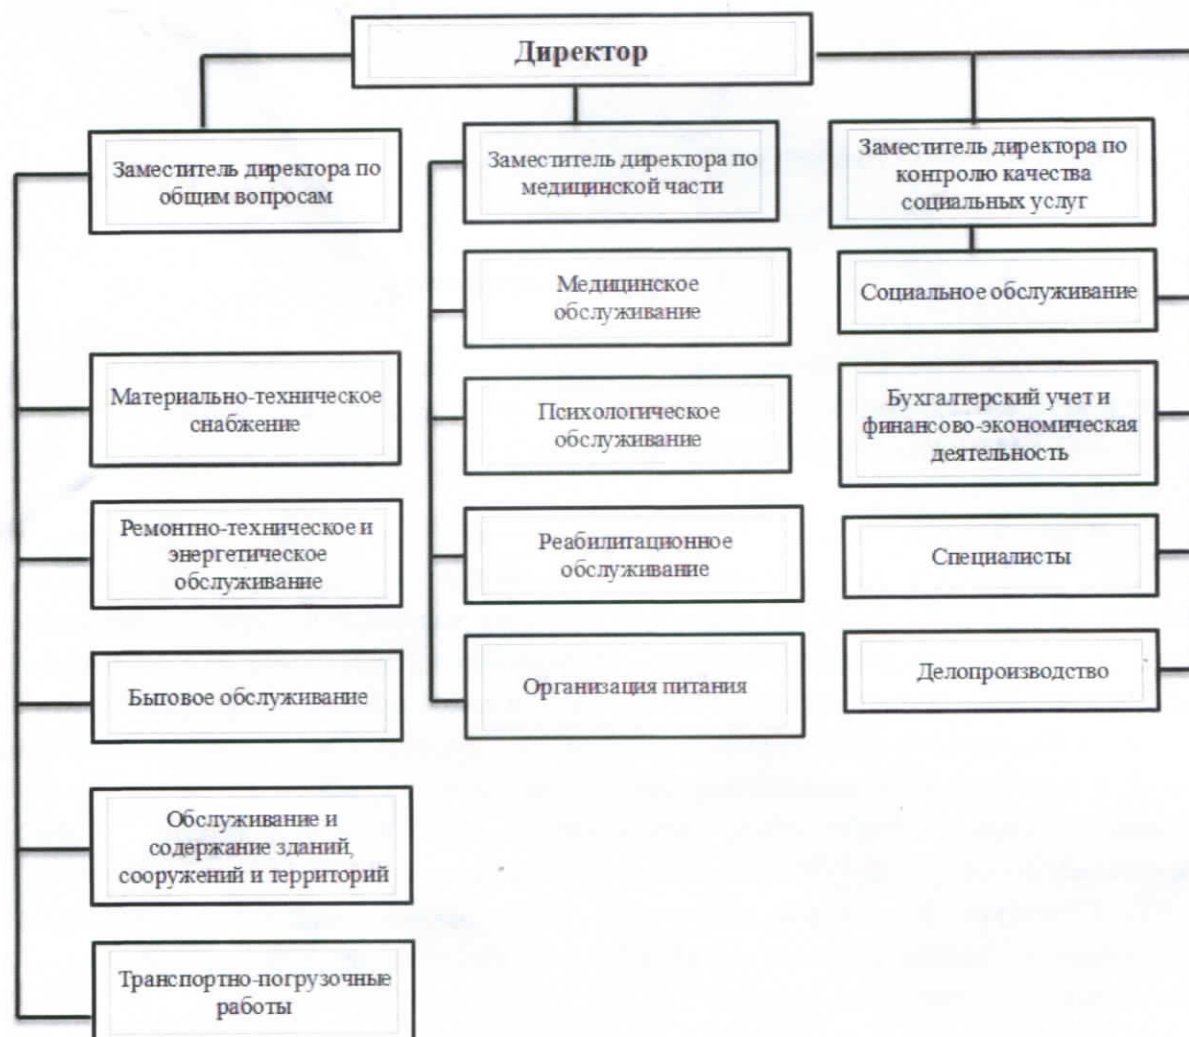 Директор
Заместитель директора по
общим вопросам
Заместитель директора по
медицинской части
Заместитель директора по
контролю качества
социальных услуг
Медицинское
обслуживание
Социальное обслуживание
Материально-техническое
снабжение
Психологическое
обслуживание
Бухгалтерский учет и
финансово-экономическая
деятельность
Ремонтно-техническое и
энергетическое
обслуживание
Реабилитационное
обслуживание
Специалисты
Бытовое обслуживание
Организация питания
Делопроизводство
Обслуживание и
содержание зданий,
сооружений и территорий
Транспортно-погрузочные
работы